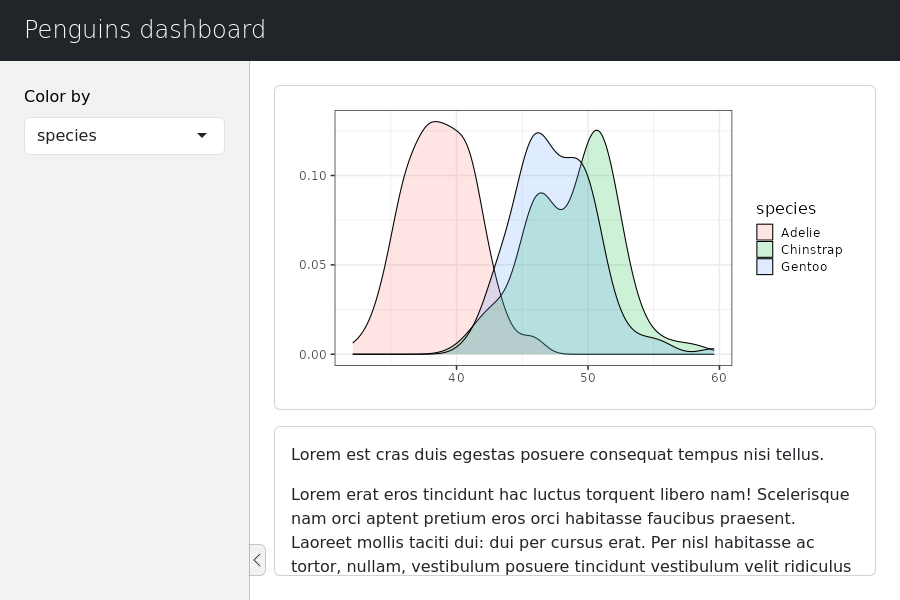 Penguins dashboard
Color by
species
0.10
0.05
0.00
40 50 60
species
Adelie
Chinstrap
Gentoo
Lorem est cras duis egestas posuere consequat tempus nisi tellus.
Lorem erat eros tincidunt hac luctus torquent libero nam! Scelerisque
nam orci aptent pretium eros orci habitasse faucibus praesent.
Laoreet mollis taciti dui: dui per cursus erat. Per nisl habitasse ac
tortor, nullam, vestibulum posuere tincidunt vestibulum velit ridiculus